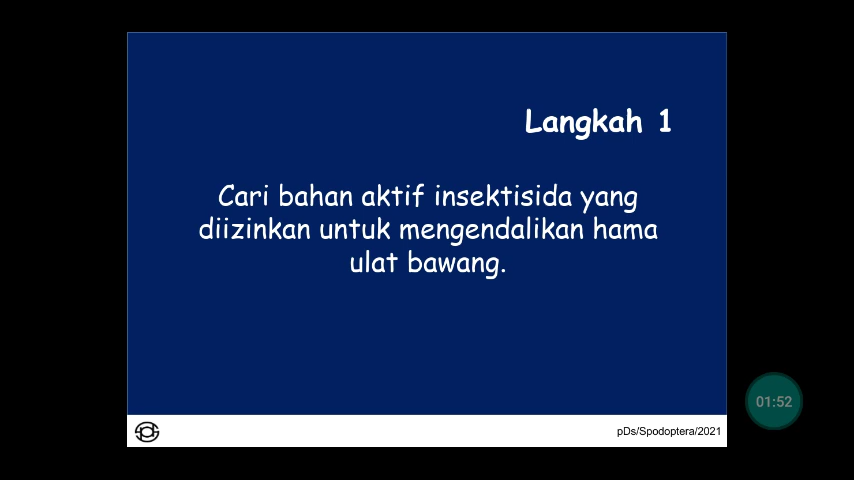 Langkah 1
Cari bahan aktif insektisida yang
diizinkan untuk mengendalikan hama
ulat bawang.
01:52
pDs/Spodoptera/2021